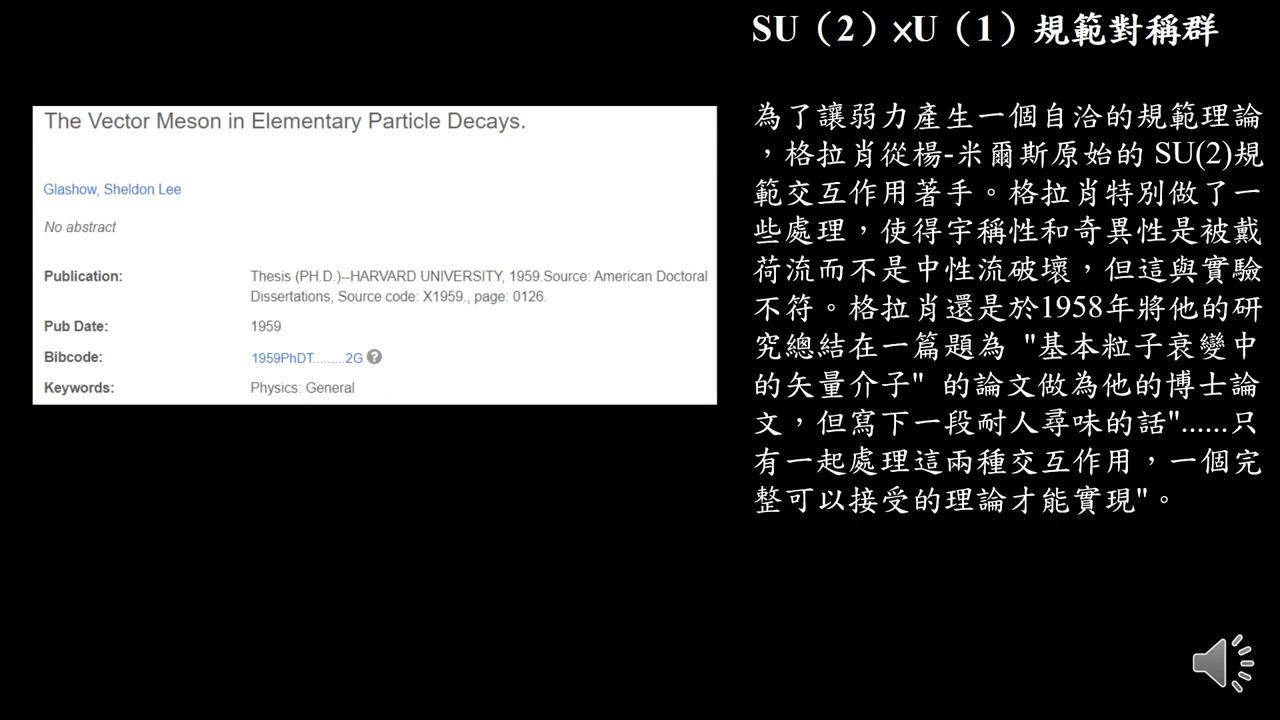 SU（2）×U（1）規範對稱群
The Vector Meson in Elementary Particle Decays.
Glashow, Sheldon Lee
No abstract
Publication: Thesis (PH.D.)--HARVARD UNIVERSITY, 1959.Source: American Doctoral
Dissertations, Source code: X1959., page: 0126.
Pub Date: 1959
Bibcode: 1959PhDT.........2G ?
Keywords: Physics: General
為了讓弱力產生一個自洽的規範理論
，格拉肖從楊-米爾斯原始的 SU(2)規
範交互作用著手。格拉肖特別做了一
些處理，使得宇稱性和奇異性是被戴
荷流而不是中性流破壞，但這與實驗
不符。格拉肖還是於1958年將他的研
究總結在一篇題為 "基本粒子衰變中
的矢量介子" 的論文做為他的博士論
文，但寫下一段耐人尋味的話"......只
有一起處理這兩種交互作用，一個完
整可以接受的理論才能實現"。